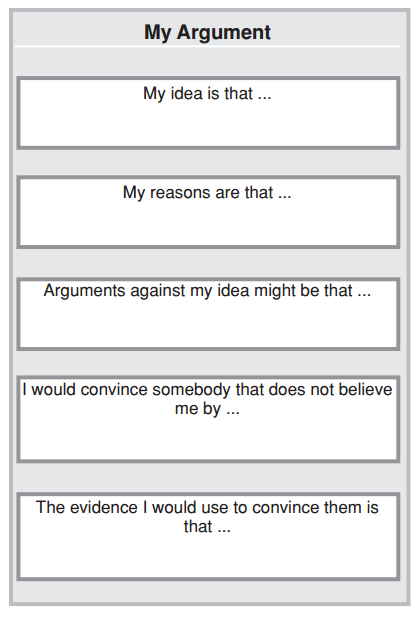 My Argument
My idea is that ...
My reasons are that ...
Arguments against my idea might be that ...
I would convince somebody that does not believe
me by ...
The evidence I would use to convince them is
that ...